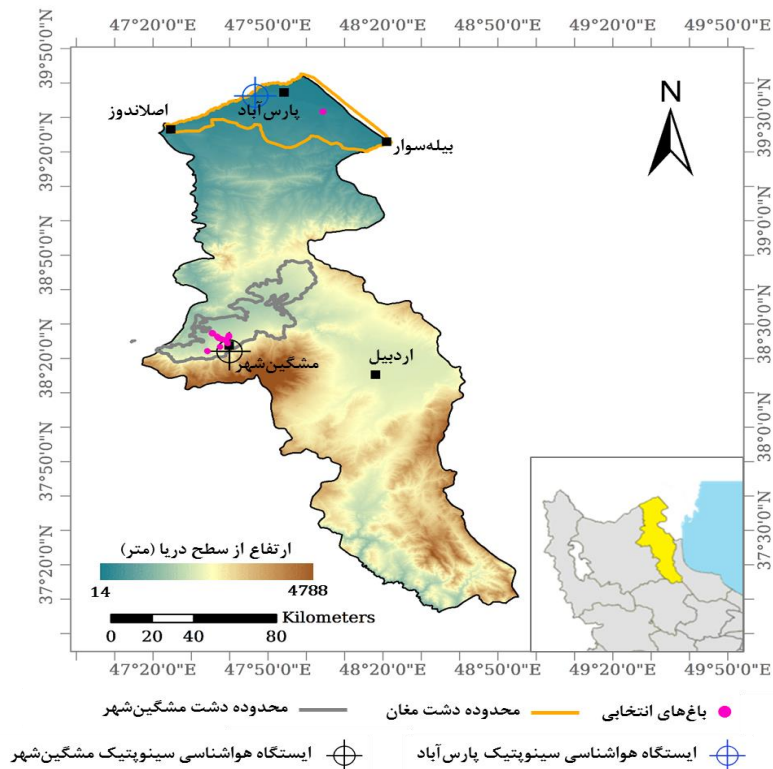 47°20'0"E 47°50'0"E 48°20'0"E 48°50'0"E 49°20'0"E 49°50'0"E
39°50'0"N
39°20'0"N
38°50'0"N
38°20'0"N
37°50'0"N
37°20'0"N
39°30'0"N
39°0'0"N
38°30'0"N
38°0'0"N
37°30'0"N
N
اصلاندوز
پارس‌آباد
بیله‌سوار
مشگین‌شهر
اردبیل
ارتفاع از سطح دریا (متر)
14 4788
Kilometers
0 20 40 80
47°20'0"E 47°50'0"E 48°20'0"E 48°50'0"E 49°20'0"E 49°50'0"E
باغ‌های انتخابی محدوده دشت مغان محدوده دشت مشگین‌شهر
ایستگاه هواشناسی سینوپتیک پارس‌آباد ایستگاه هواشناسی سینوپتیک مشگین‌شهر